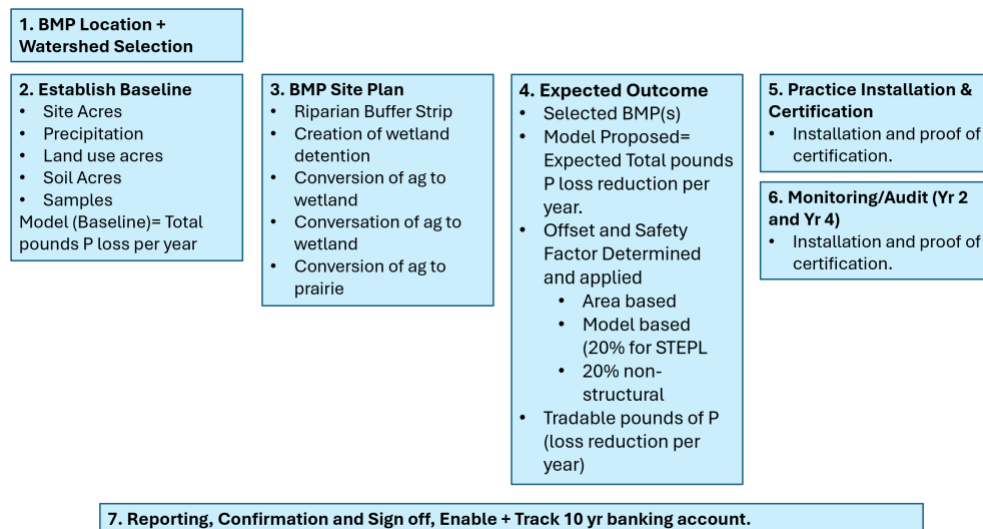 1. BMP Location +
Watershed Selection
2. Establish Baseline
• Site Acres
• Precipitation
• Land use acres
• Soil Acres
• Samples
Model (Baseline)= Total
pounds P loss per year
3. BMP Site Plan
• Riparian Buffer Strip
• Creation of wetland
detention
• Conversion of ag to
wetland
• Conversation of ag to
wetland
• Conversion of ag to
prairie
4. Expected Outcome
• Selected BMP(s)
• Model Proposed=
Expected Total pounds
P loss reduction per
year.
• Offset and Safety
Factor Determined
and applied
• Area based
• Model based
(20% for STEPL
• 20% non-
structural
• Tradable pounds of P
(loss reduction per
year)
5. Practice Installation &
Certification
• Installation and proof of
certification.
6. Monitoring/Audit (Yr 2
and Yr 4)
• Installation and proof of
certification.
7. Reporting, Confirmation and Sign off, Enable + Track 10 yr banking account.